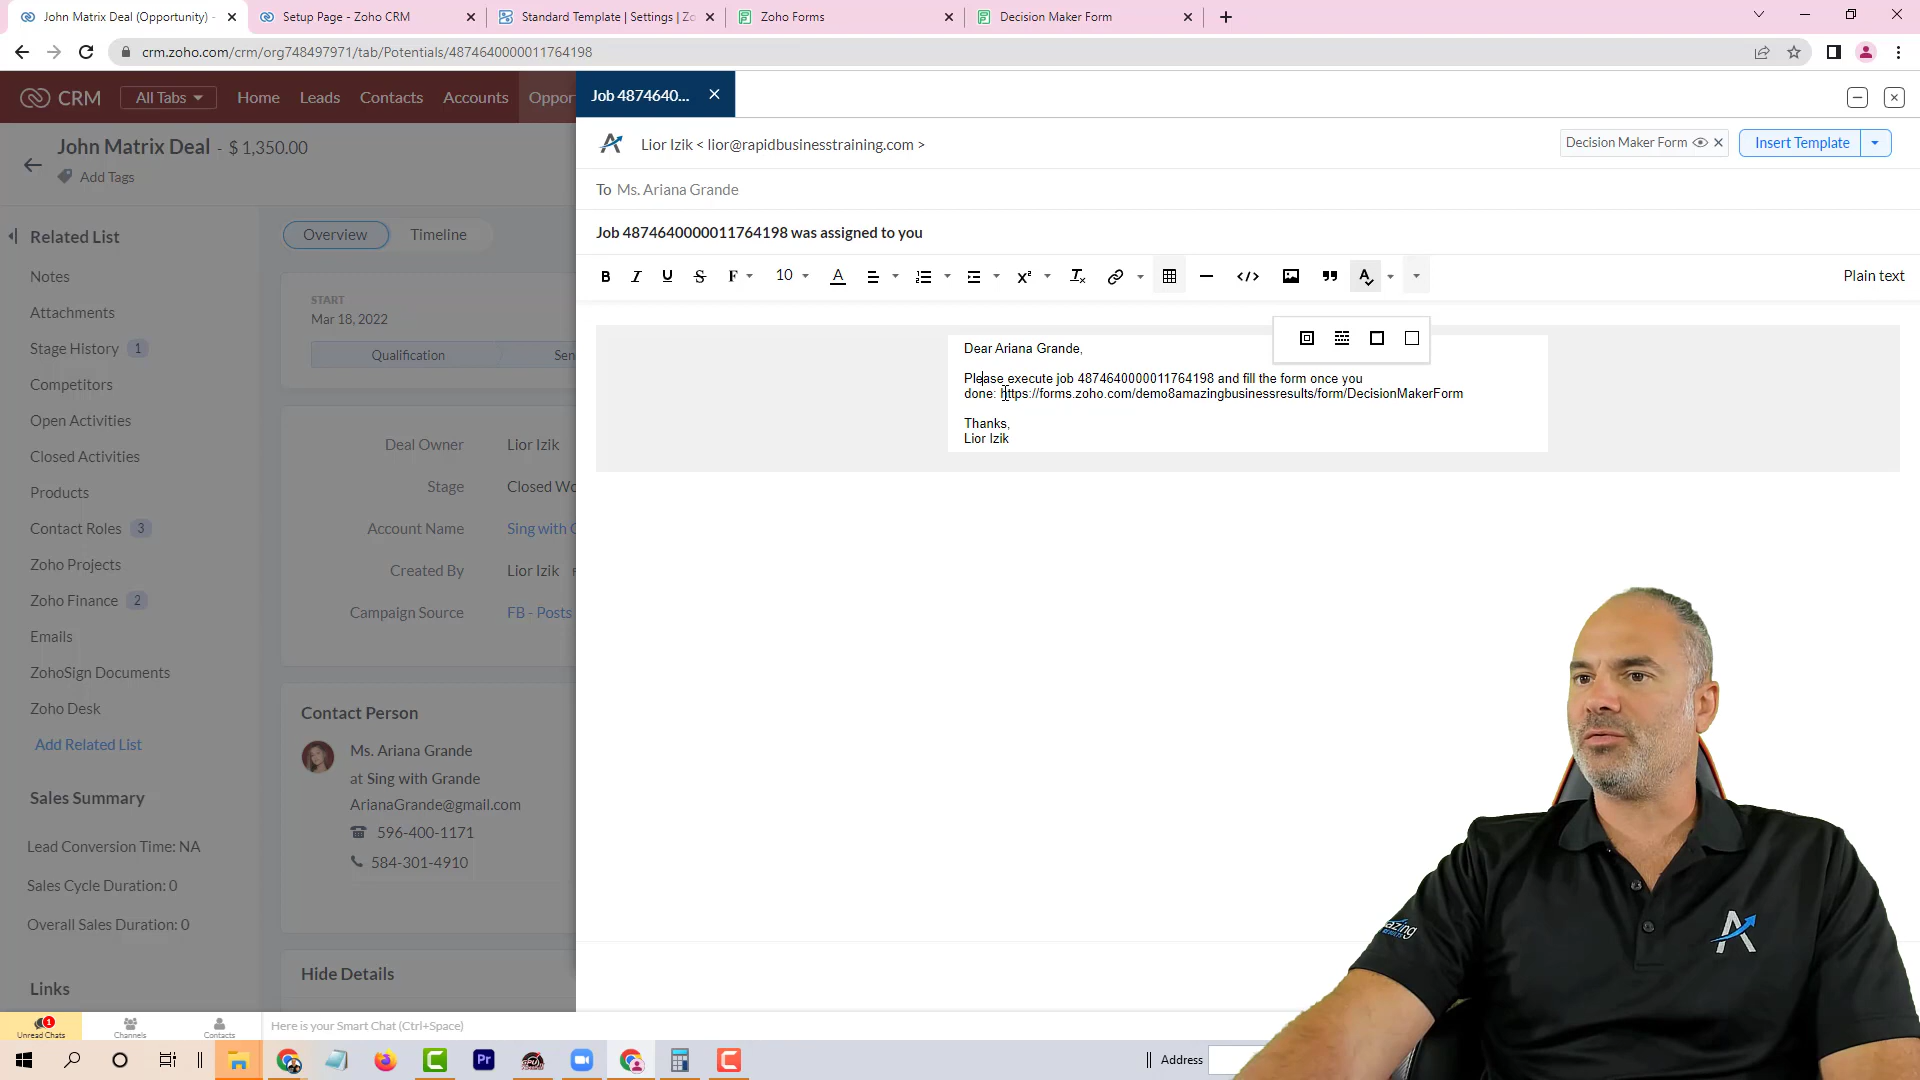 John Matrix Deal (Opportunity) -
Setup Page - Zoho CRM
Standard Template | Settings | Zo
Zoho Forms
Decision Maker Form
crm.zoho.com/crm/org748497971/tab/Potentials/4874640000011764198
CRM
All Tabs
Home
Leads
Contacts
Accounts
Oppor
Job 4874640...
John Matrix Deal - $ 1,350.00
Add Tags
Lior Izik < lior@rapidbusinesstraining.com >
Decision Maker Form
Insert Template
To Ms. Ariana Grande
Job 4874640000011764198 was assigned to you
B I U S F 10 A
Plain text
Related List
Notes
Attachments
Stage History 1
Competitors
Open Activities
Closed Activities
Products
Contact Roles 3
Zoho Projects
Zoho Finance 2
Emails
ZohoSign Documents
Zoho Desk
Add Related List
Sales Summary
Lead Conversion Time: NA
Sales Cycle Duration: 0
Overall Sales Duration: 0
Links
Overview
Timeline
START
Mar 18, 2022
Qualification
Sen
Deal Owner Lior Izik
Stage Closed Wo
Account Name Sing with G
Created By Lior Izik
Campaign Source FB - Posts
Contact Person
Ms. Ariana Grande
at Sing with Grande
ArianaGrande@gmail.com
596-400-1171
584-301-4910
Hide Details
Dear Ariana Grande,
Please execute job 4874640000011764198 and fill the form once you
done: https://forms.zoho.com/demo8amazingbusinessresults/form/DecisionMakerForm
Thanks,
Lior Izik
1
Unread Chats
Channels
Contacts
Here is your Smart Chat (Ctrl+Space)
Pr
Address